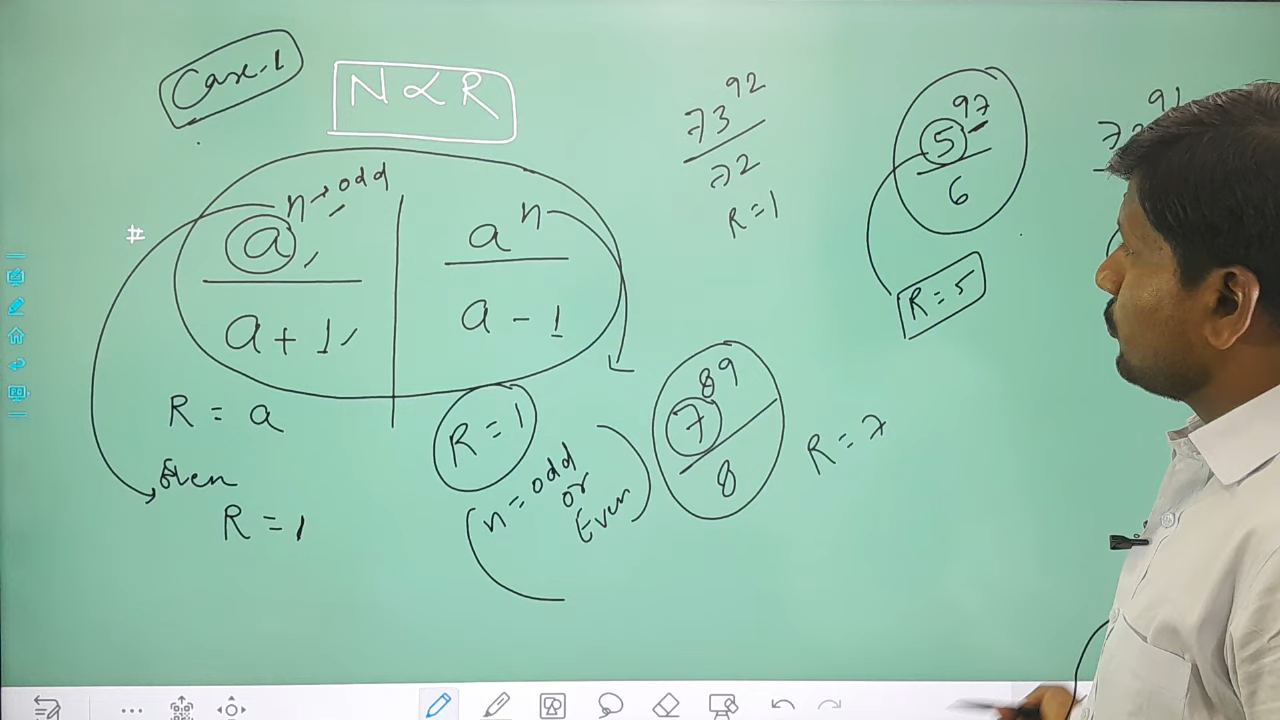 Case-1
N ∝ R
#
a^n→odd / a+1
R = a
Even
R = 1
a^n / a-1
R = 1
(n = odd
or
Even)
73^92 / 72
R = 1
7^89 / 8
R = 7
5^97 / 6
R = 5
91